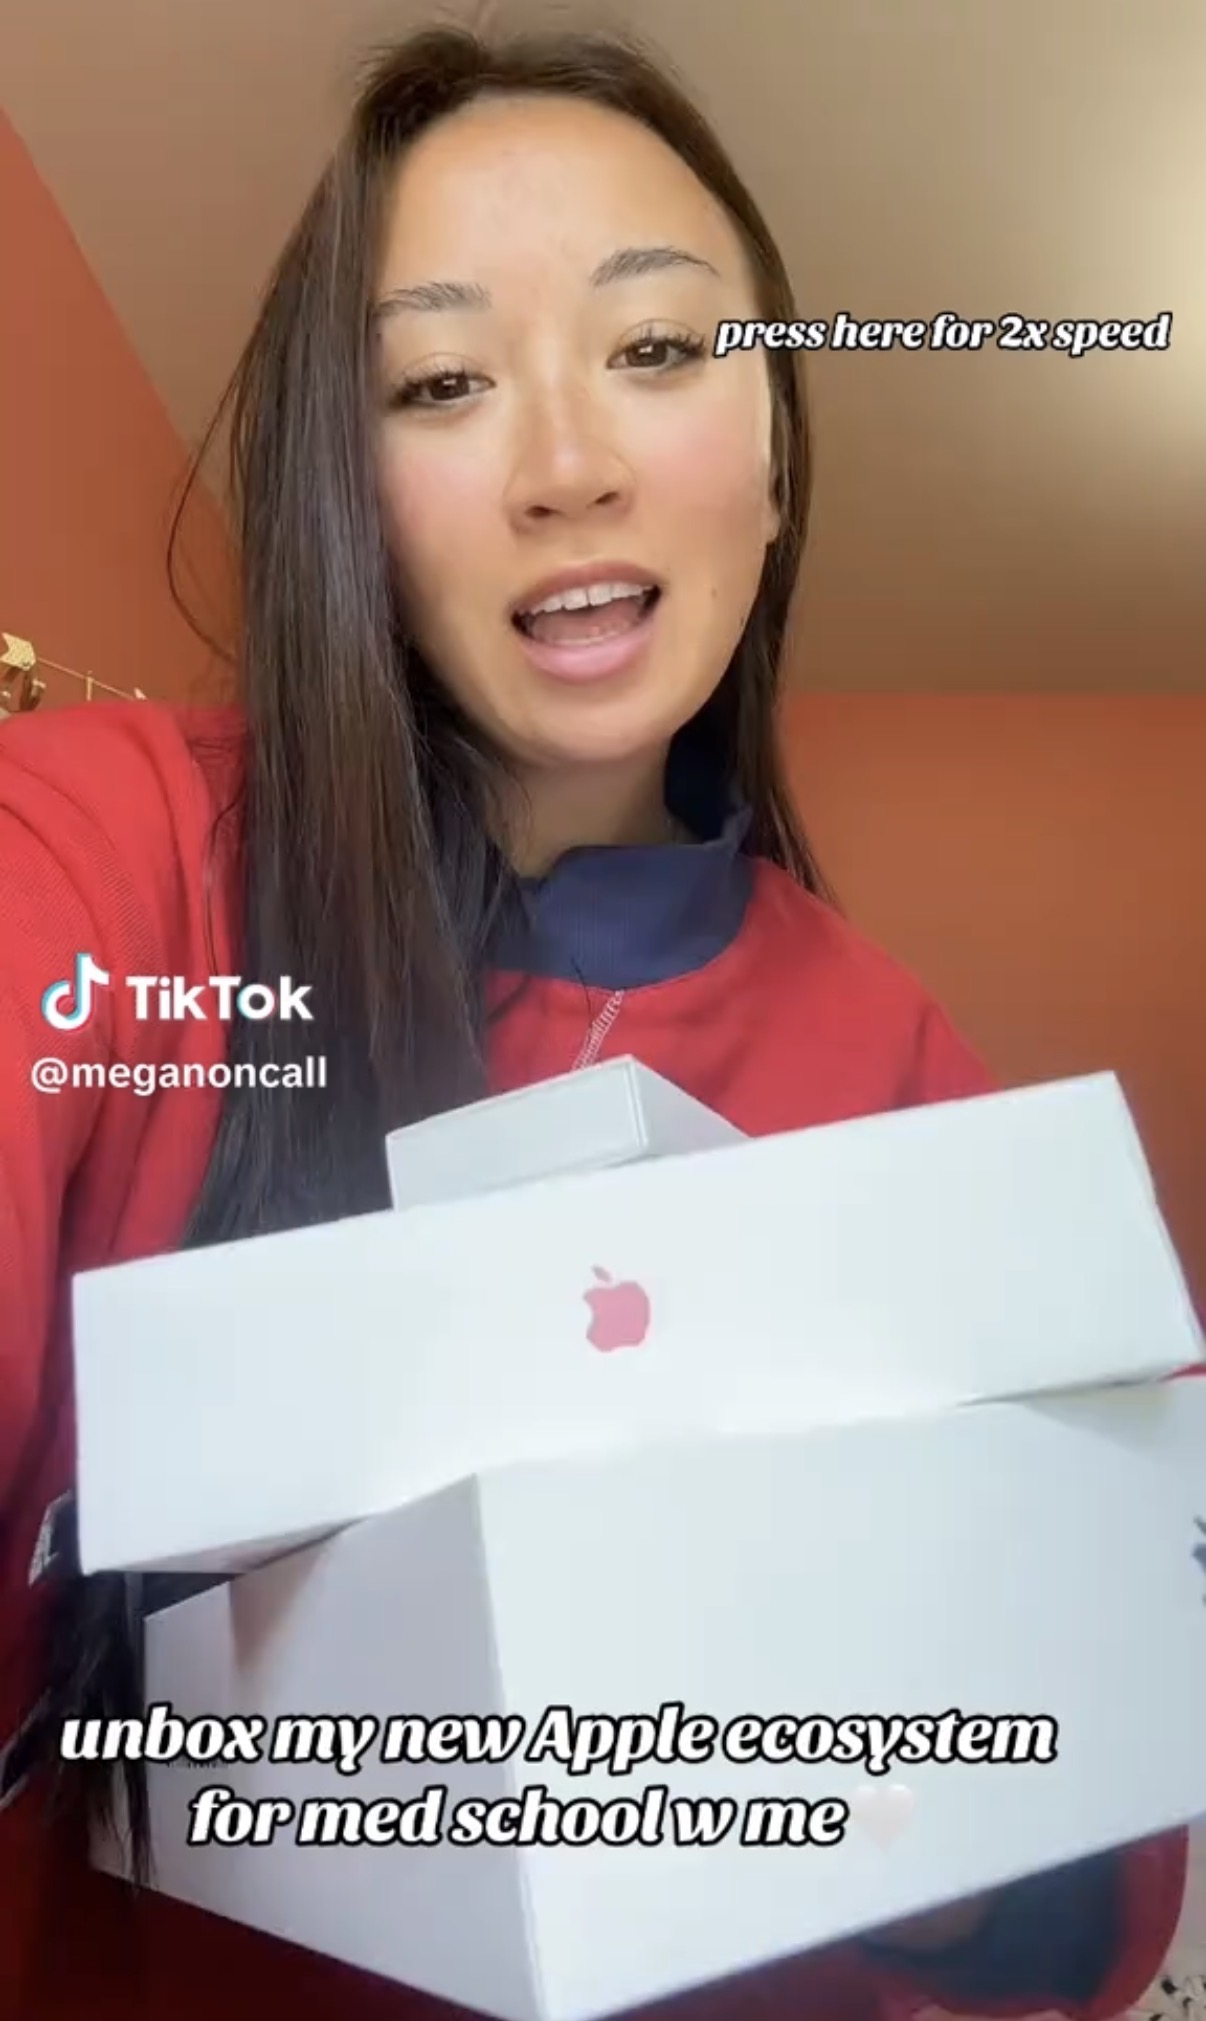 press here for 2x speed
TikTok
@meganoncall
unbox my new Apple ecosystem
for med school w me